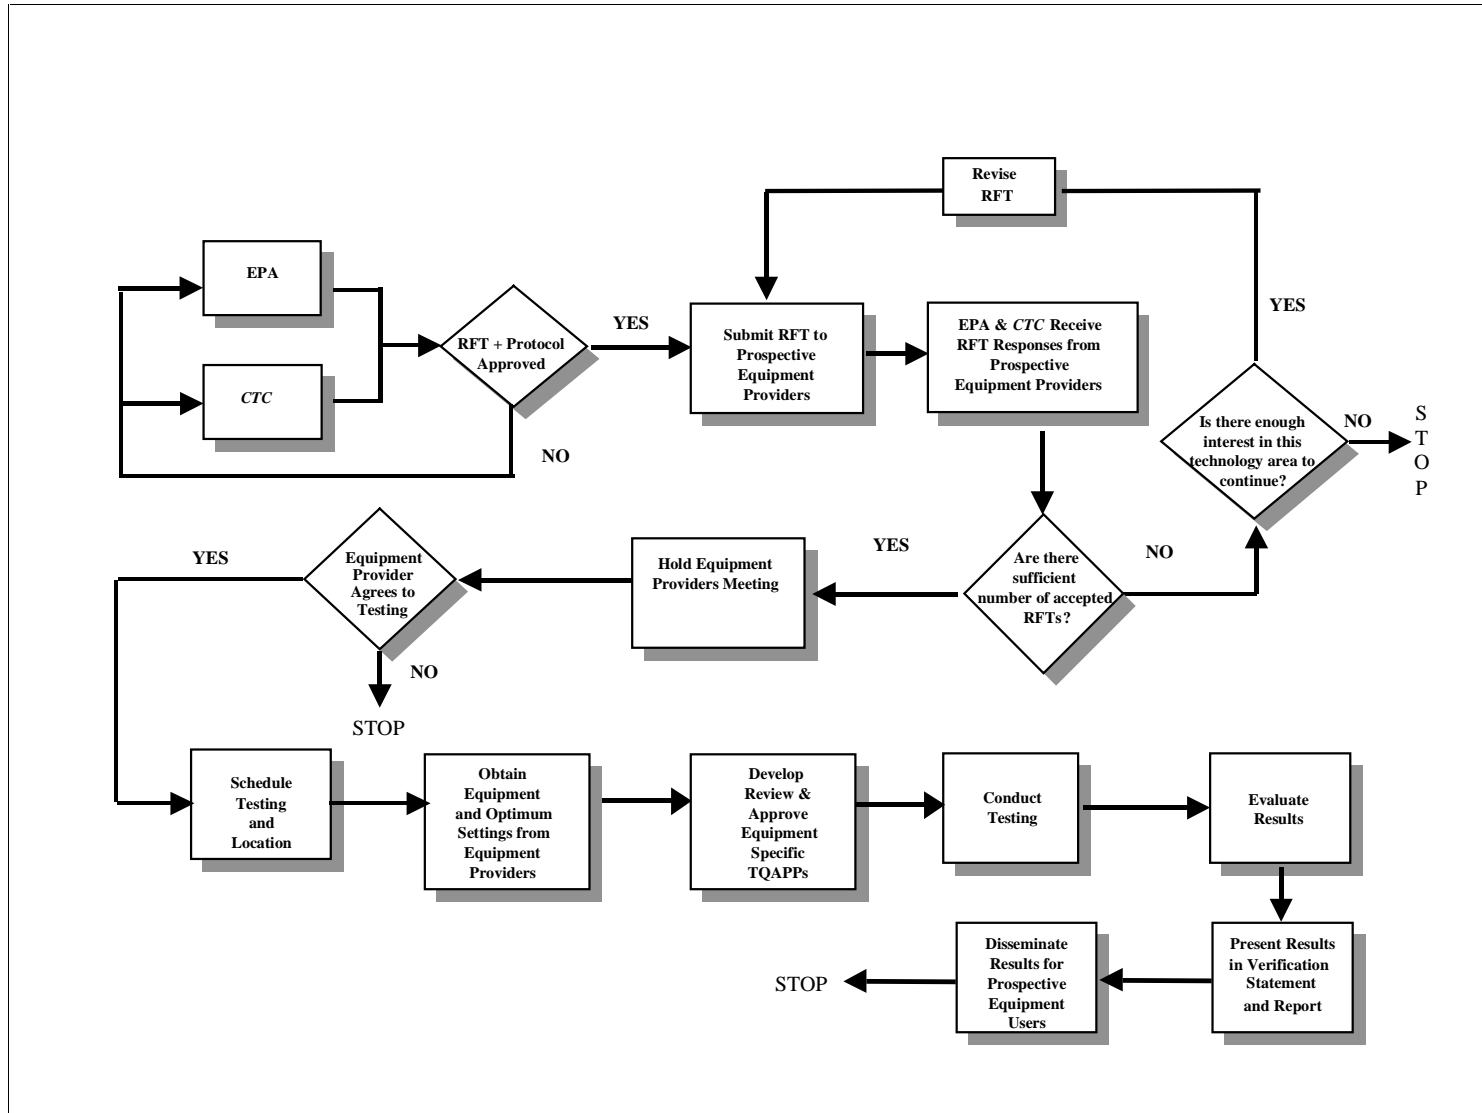 Revise
RFT
EPA
CTC
RFT + Protocol
Approved
YES
NO
Submit RFT to
Prospective
Equipment
Providers
EPA & CTC Receive
RFT Responses from
Prospective
Equipment Providers
YES
Is there enough
interest in this
technology area to
continue?
NO
S
T
O
P
Are there
sufficient
number of accepted
RFTs?
NO
YES
Hold Equipment
Providers Meeting
Equipment
Provider
Agrees to
Testing
YES
NO
STOP
Schedule
Testing
and
Location
Obtain
Equipment
and Optimum
Settings from
Equipment
Providers
Develop
Review &
Approve
Equipment
Specific
TQAPPs
Conduct
Testing
Evaluate
Results
Present Results
in Verification
Statement
and Report
Disseminate
Results for
Prospective
Equipment
Users
STOP